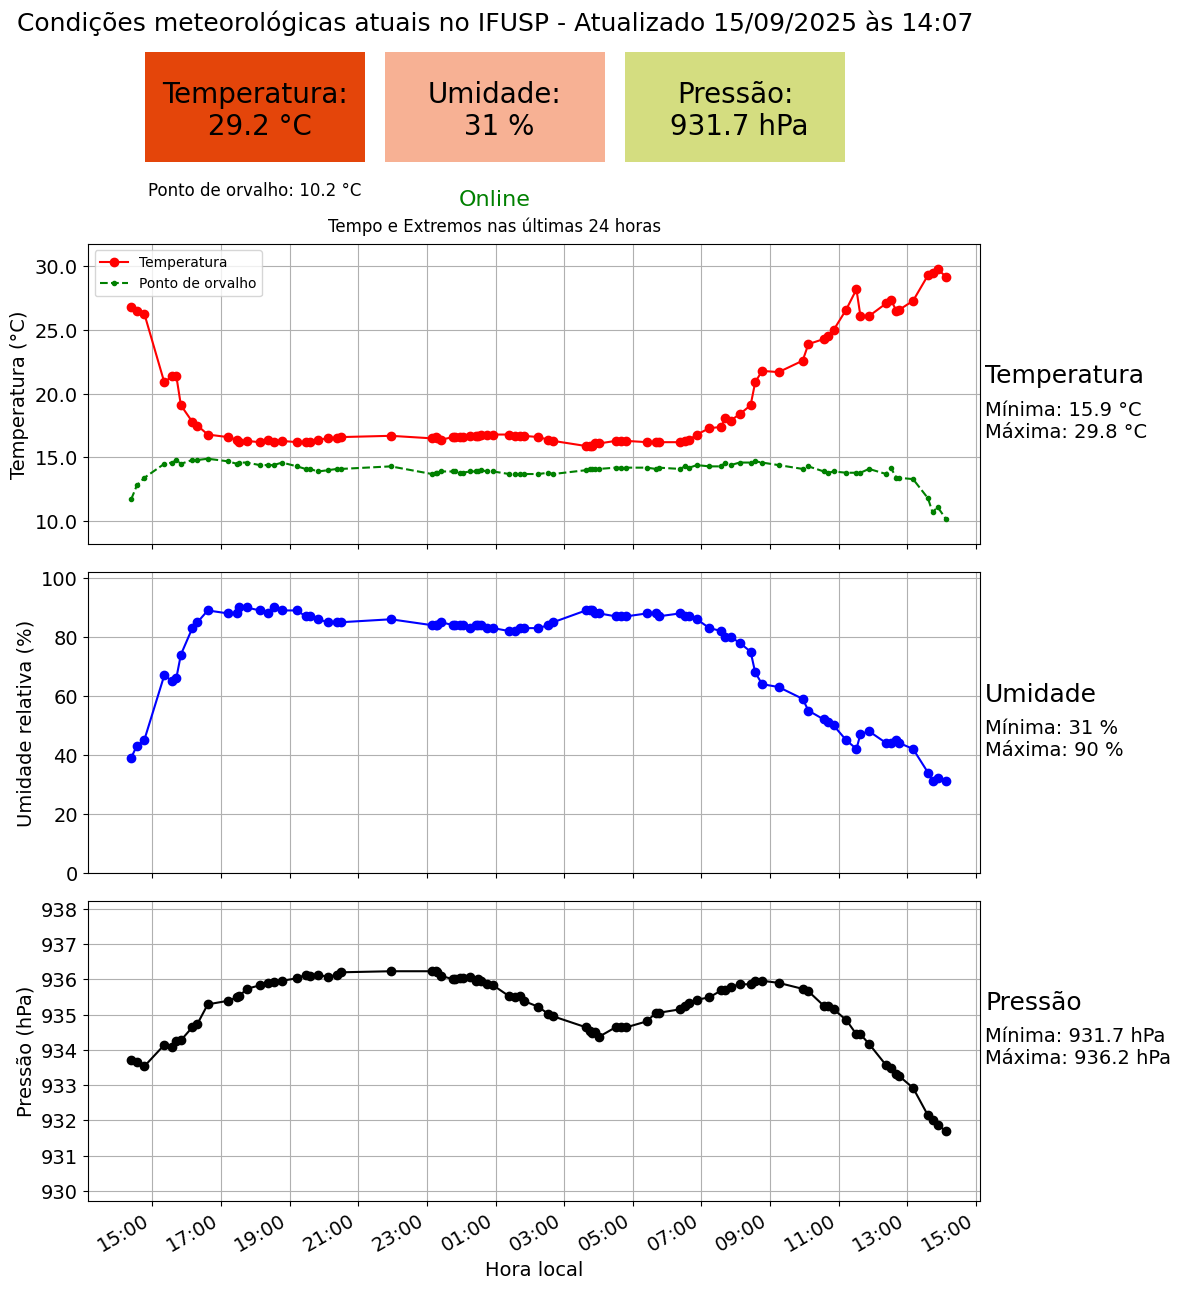 Condições meteorológicas atuais no IFUSP - Atualizado 15/09/2025 às 14:07
Temperatura:
29.2 °C
Umidade:
31 %
Pressão:
931.7 hPa
Ponto de orvalho: 10.2 °C
Online
Tempo e Extremos nas últimas 24 horas
Temperatura
Ponto de orvalho
30.0
25.0
20.0
15.0
10.0
Temperatura (°C)
Temperatura
Mínima: 15.9 °C
Máxima: 29.8 °C
100
80
60
40
20
0
Umidade relativa (%)
Umidade
Mínima: 31 %
Máxima: 90 %
938
937
936
935
934
933
932
931
930
Pressão (hPa)
Pressão
Mínima: 931.7 hPa
Máxima: 936.2 hPa
15:00 17:00 19:00 21:00 23:00 01:00 03:00 05:00 07:00 09:00 11:00 13:00 15:00
Hora local